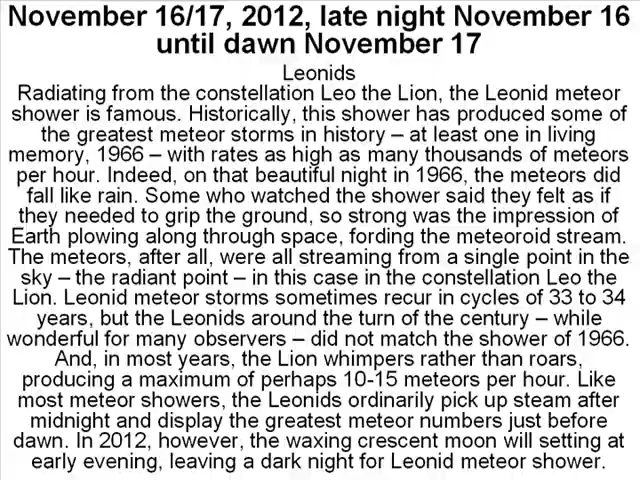 November 16/17, 2012, late night November 16
until dawn November 17
Leonids
Radiating from the constellation Leo the Lion, the Leonid meteor
shower is famous. Historically, this shower has produced some of
the greatest meteor storms in history – at least one in living
memory, 1966 – with rates as high as many thousands of meteors
per hour. Indeed, on that beautiful night in 1966, the meteors did
fall like rain. Some who watched the shower said they felt as if
they needed to grip the ground, so strong was the impression of
Earth plowing along through space, fording the meteoroid stream.
The meteors, after all, were all streaming from a single point in the
sky – the radiant point – in this case in the constellation Leo the
Lion. Leonid meteor storms sometimes recur in cycles of 33 to 34
years, but the Leonids around the turn of the century – while
wonderful for many observers – did not match the shower of 1966.
And, in most years, the Lion whimpers rather than roars,
producing a maximum of perhaps 10-15 meteors per hour. Like
most meteor showers, the Leonids ordinarily pick up steam after
midnight and display the greatest meteor numbers just before
dawn. In 2012, however, the waxing crescent moon will setting at
early evening, leaving a dark night for Leonid meteor shower.